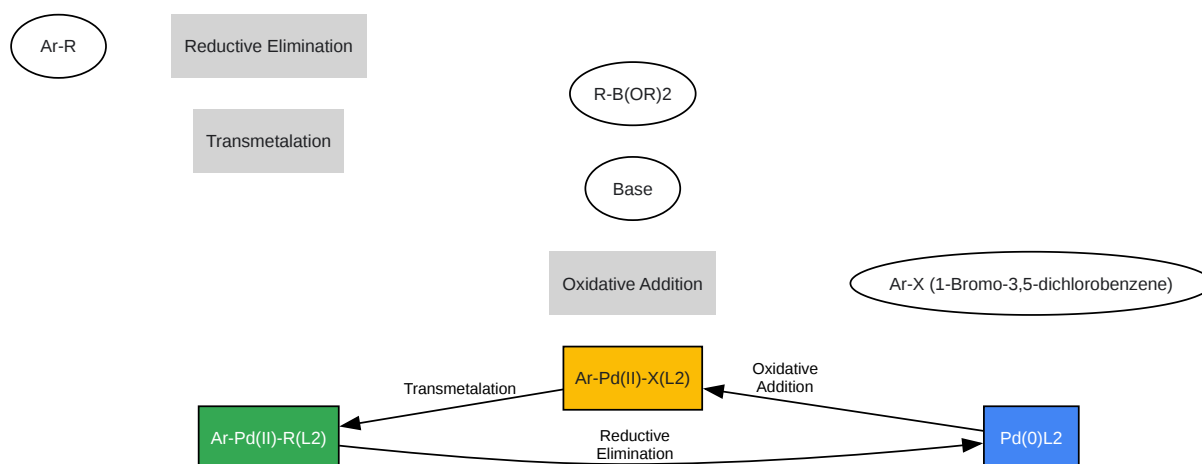 Ar-R
Reductive Elimination
R-B(OR)2
Transmetalation
Base
Oxidative Addition
Ar-X (1-Bromo-3,5-dichlorobenzene)
Ar-Pd(II)-X(L2)
Oxidative
Addition
Transmetalation
Ar-Pd(II)-R(L2)
Reductive
Elimination
Pd(0)L2